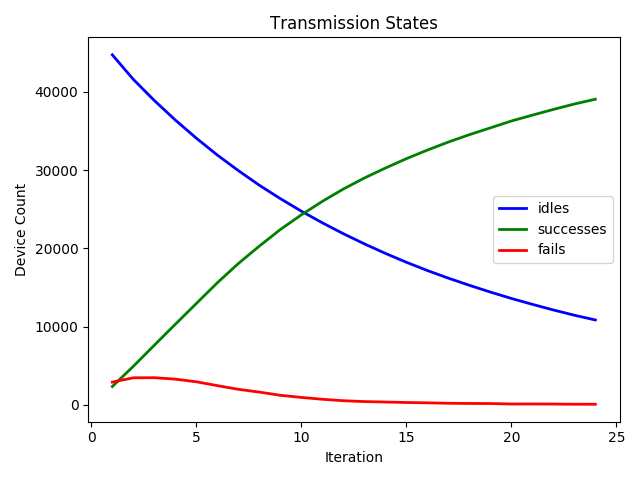 Transmission States
Device Count
40000
30000
20000
10000
0
idles
successes
fails
0 5 10 15 20 25
Iteration